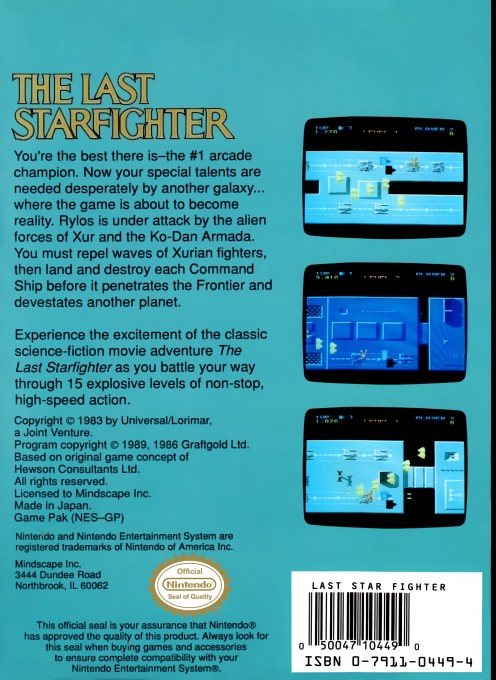 THE LAST
STARFIGHTER
You're the best there is–the #1 arcade
champion. Now your special talents are
needed desperately by another galaxy...
where the game is about to become
reality. Rylos is under attack by the alien
forces of Xur and the Ko-Dan Armada.
You must repel waves of Xurian fighters,
then land and destroy each Command
Ship before it penetrates the Frontier and
devestates another planet.
Experience the excitement of the classic
science-fiction movie adventure The
Last Starfighter as you battle your way
through 15 explosive levels of non-stop,
high-speed action.
Copyright © 1983 by Universal/Lorimar,
a Joint Venture.
Program copyright © 1989, 1986 Graftgold Ltd.
Based on original game concept of
Hewson Consultants Ltd.
All rights reserved.
Licensed to Mindscape Inc.
Made in Japan.
Game Pak (NES–GP)
Nintendo and Nintendo Entertainment System are
registered trademarks of Nintendo of America Inc.
Mindscape Inc.
3444 Dundee Road
Northbrook, IL 60062
Official
Nintendo
Seal of Quality
This official seal is your assurance that Nintendo®
has approved the quality of this product. Always look for
this seal when buying games and accessories
to ensure complete compatibility with your
Nintendo Entertainment System®.
1UP 3 LEVEL 1 PLAYER 2
1,270 0
1UP 1 PLAYER 2
9,410 0
1UP 3 LEVEL 1 PLAYER 2
1,020 0
LAST STAR FIGHTER
0 50047 10449 0
ISBN 0-7911-0449-4